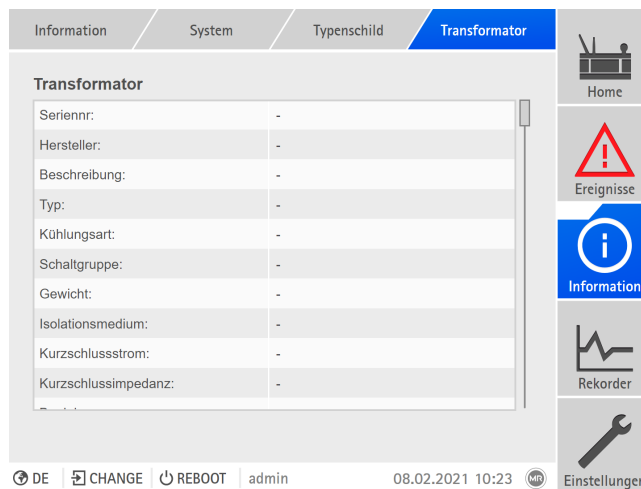 Information System Typenschild Transformator
Transformator
Seriennr: -
Hersteller: -
Beschreibung: -
Typ: -
Kühlungsart: -
Schaltgruppe: -
Gewicht: -
Isolationsmedium: -
Kurzschlussstrom: -
Kurzschlussimpedanz: -
Home
Ereignisse
Information
Rekorder
Einstellungen
DE CHANGE REBOOT admin 08.02.2021 10:23 MR